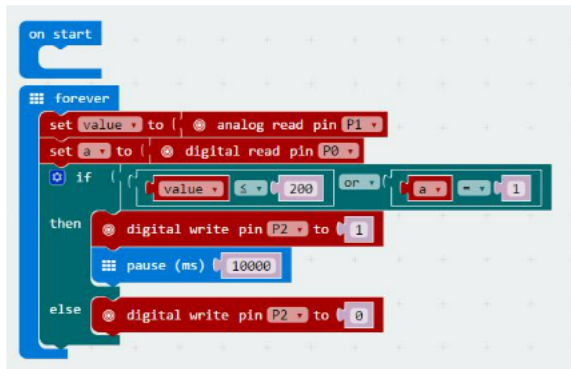 on start
forever
set value to analog read pin P1
set a to digital read pin P0
if value ≤ 200 or a = 1
then digital write pin P2 to 1
pause (ms) 10000
else digital write pin P2 to 0